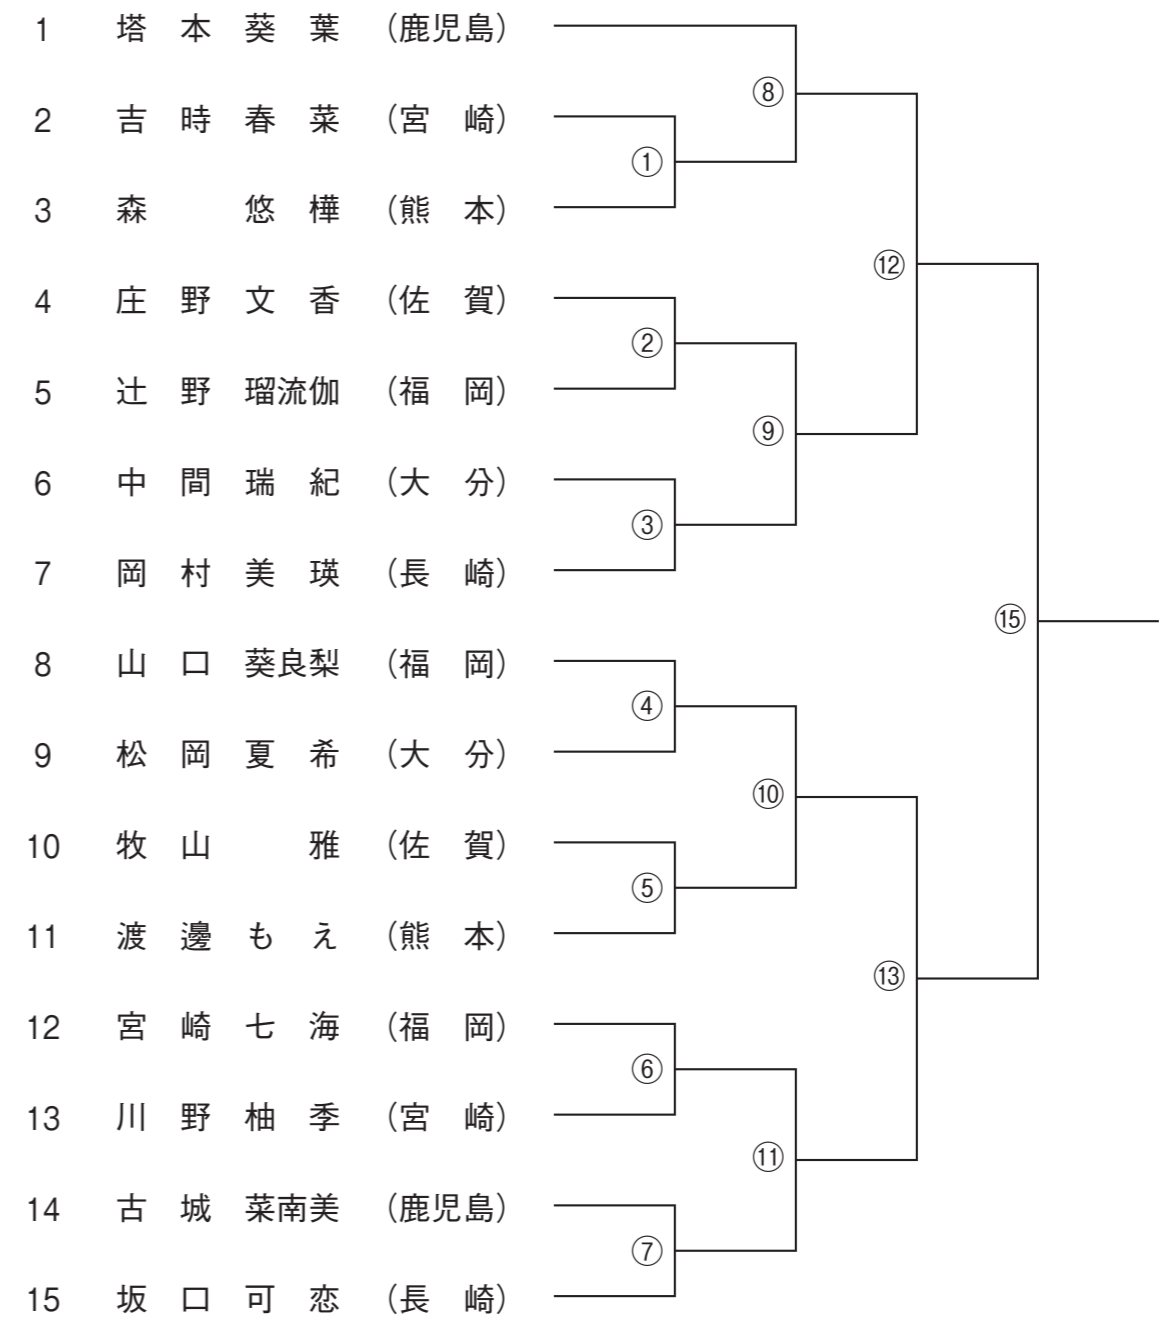 1 塔本葵葉 （鹿児島）
⑧
2 吉時春菜 （宮崎）
①
3 森 悠樺 （熊本）
⑫
4 庄野文香 （佐賀）
②
5 辻野瑠流伽 （福岡）
⑨
6 中間瑞紀 （大分）
③
7 岡村美瑛 （長崎）
⑮
8 山口葵良梨 （福岡）
④
9 松岡夏希 （大分）
⑩
10 牧山 雅 （佐賀）
⑤
11 渡邊もえ （熊本）
⑬
12 宮崎七海 （福岡）
⑥
13 川野柚季 （宮崎）
⑪
14 古城菜南美 （鹿児島）
⑦
15 坂口可恋 （長崎）